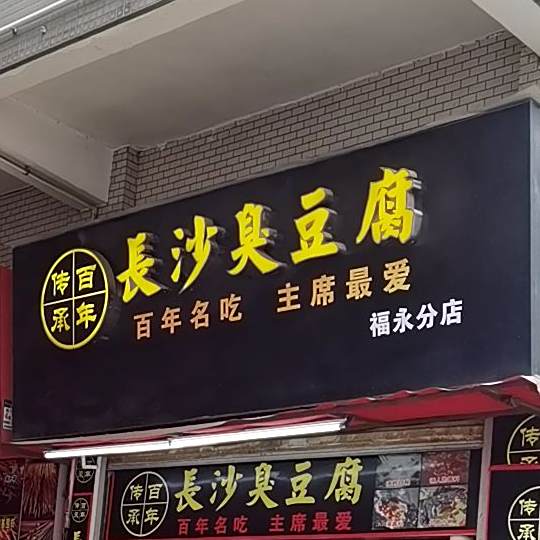 百年
传承
長沙臭豆腐
百年名吃 主席最爱
福永分店
百年
传承
長沙臭豆腐
百年名吃 主席最爱